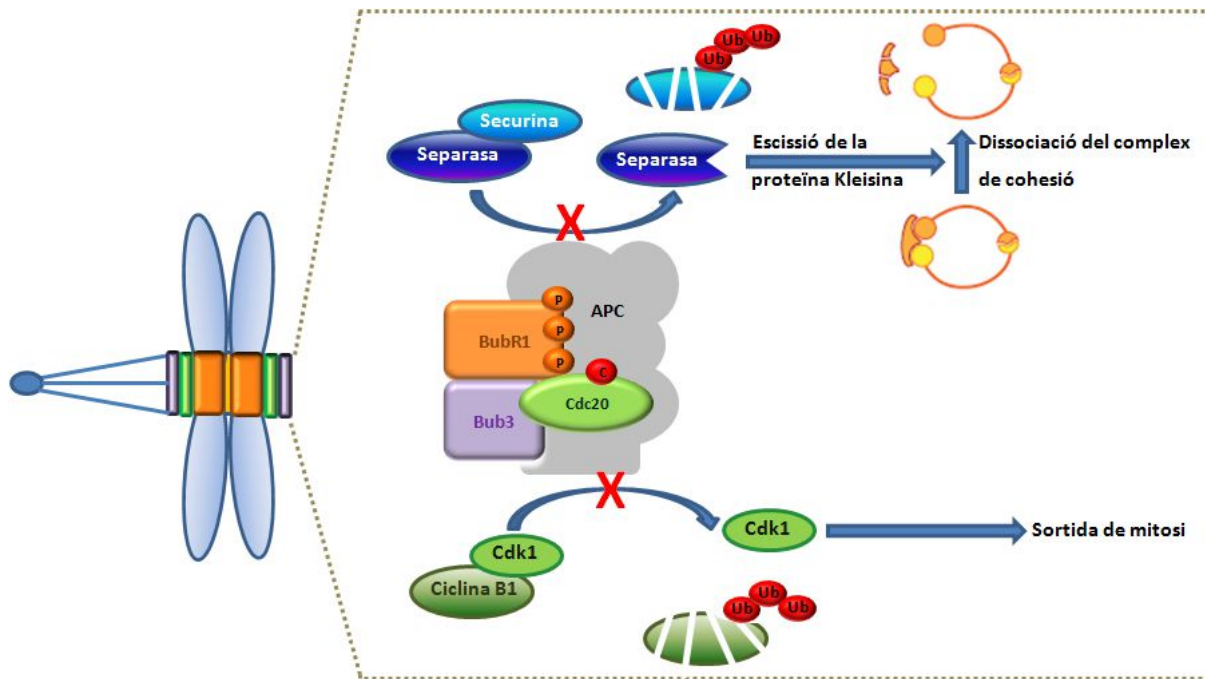 Ub Ub Ub Ub
Securina
Separasa
Separasa
Escissió de la
proteïna Kleisina
Dissociació del complex
de cohesió
X
APC
P
P
P
BubR1
C
Cdc20
Bub3
X
Cdk1
Ciclina B1
Cdk1
Sortida de mitosi
Ub Ub Ub